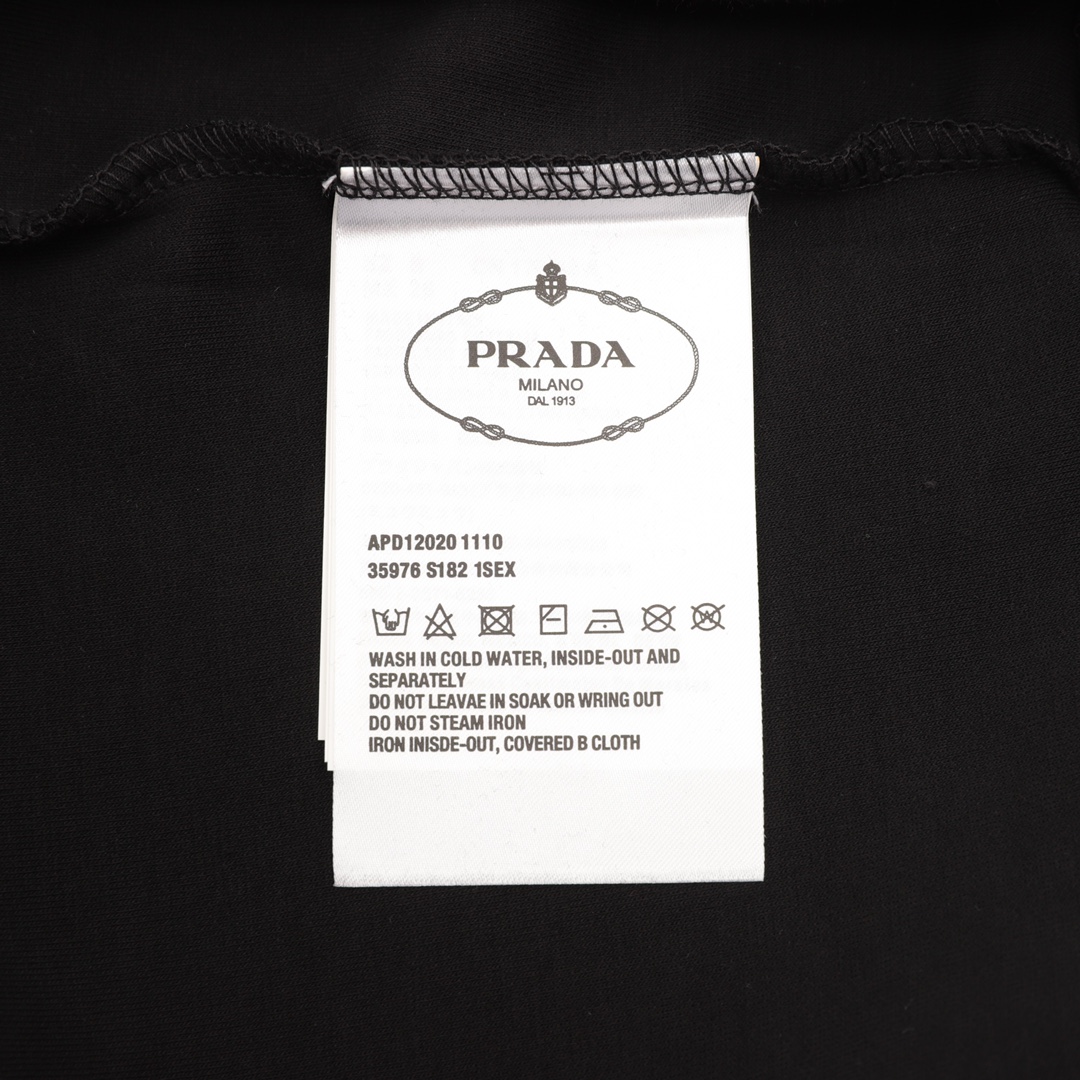 PRADA
MILANO
DAL 1913
APD12020 1110
35976 S182 1SEX
WASH IN COLD WATER, INSIDE-OUT AND
SEPARATELY
DO NOT LEAVAE IN SOAK OR WRING OUT
DO NOT STEAM IRON
IRON INISDE-OUT, COVERED B CLOTH